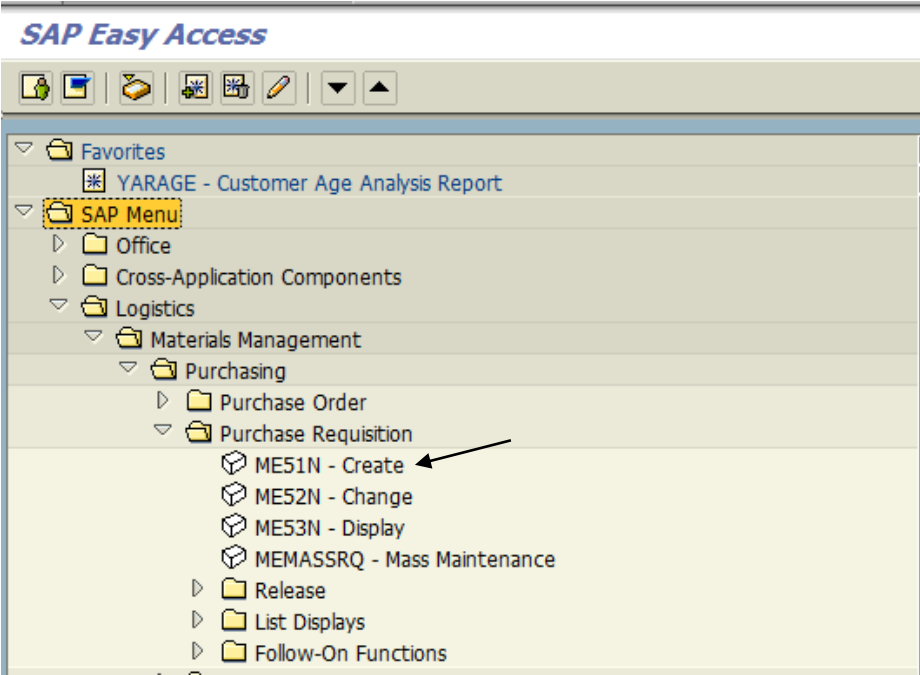 SAP Easy Access
Favorites
YARAGE - Customer Age Analysis Report
SAP Menu
Office
Cross-Application Components
Logistics
Materials Management
Purchasing
Purchase Order
Purchase Requisition
ME51N - Create
ME52N - Change
ME53N - Display
MEMASSRQ - Mass Maintenance
Release
List Displays
Follow-On Functions